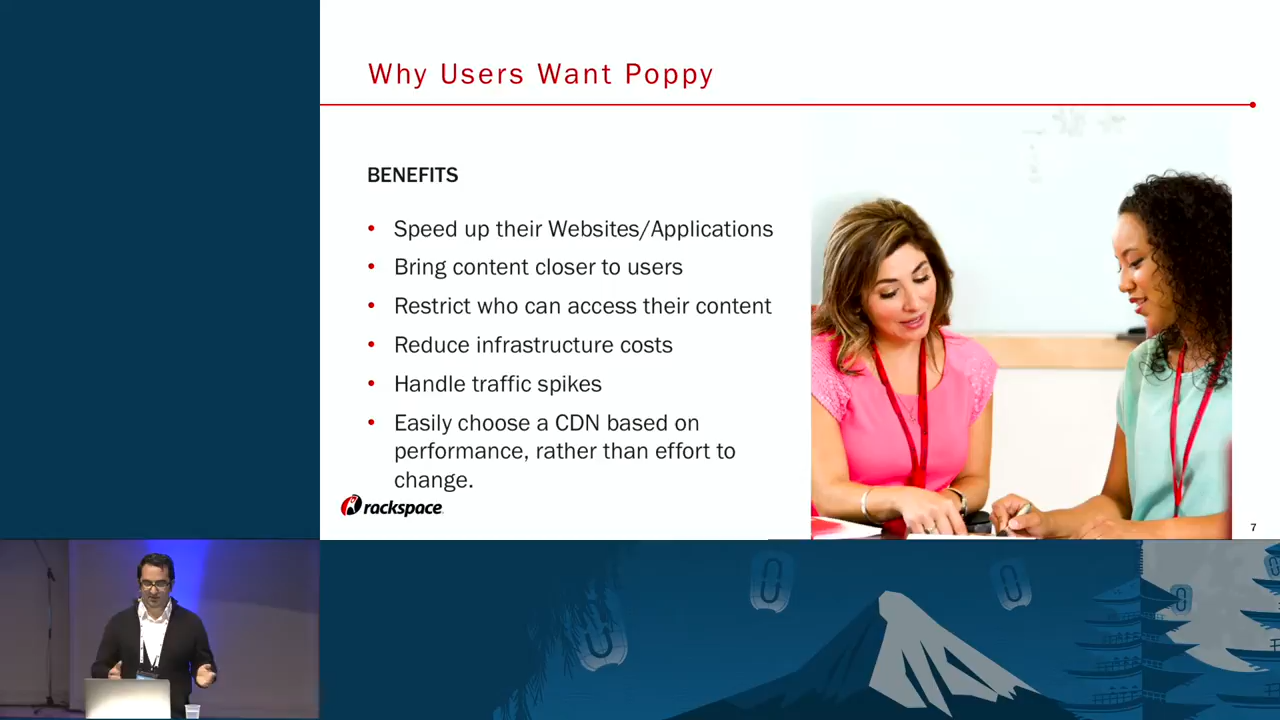 Why Users Want Poppy
BENEFITS
• Speed up their Websites/Applications
• Bring content closer to users
• Restrict who can access their content
• Reduce infrastructure costs
• Handle traffic spikes
• Easily choose a CDN based on
performance, rather than effort to
change.
rackspace
7